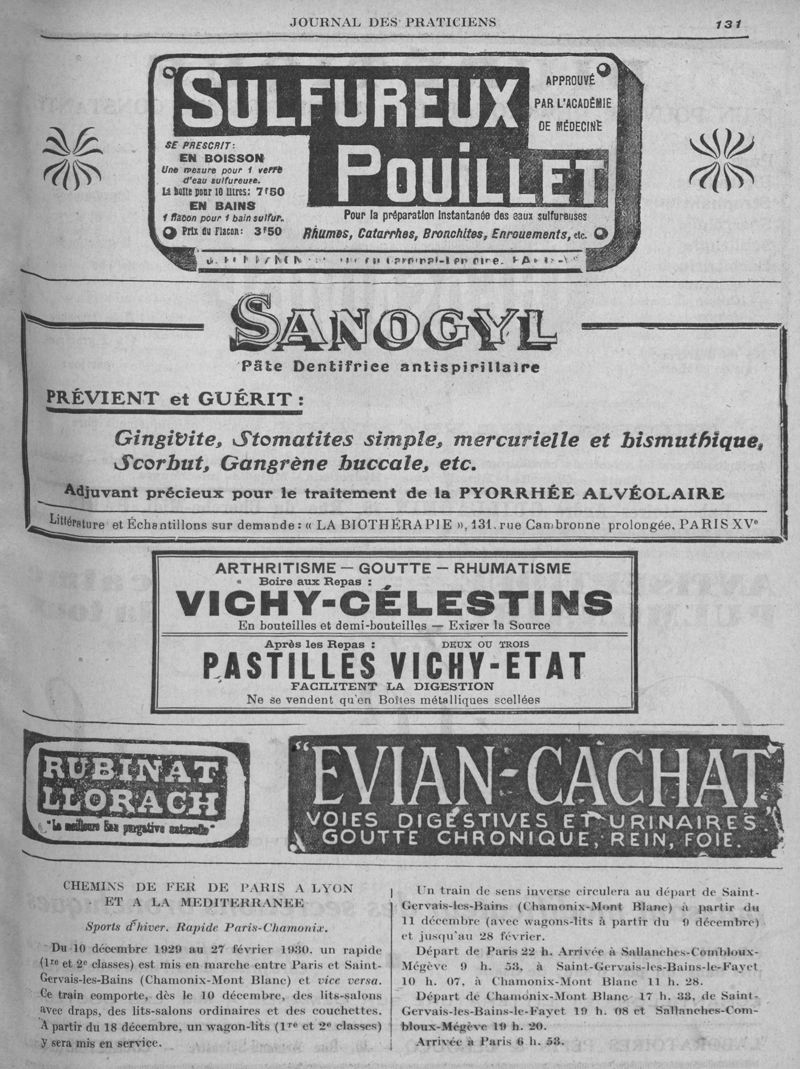 JOURNAL DES PRATICIENS
131
SULFUREUX
POUILLET
APPROUVÉ
PAR L'ACADÉMIE
DE MÉDECINE
SE PRESCRIT:
EN BOISSON
Une mesure pour 1 verre
d'eau sulfureuse.
La boîte pour 10 litres: 7f50
EN BAINS
1 flacon pour 1 bain sulfur..
Prix du Flacon: 3f50
Pour la préparation instantanée des eaux sulfureuses
Rhumes, Catarrhes, Bronchites, Enrouements, etc.
SANOGYL
Pâte Dentifrice antispirillaire
PRÉVIENT et GUÉRIT :
Gingivite, Stomatites simple, mercurielle et bismuthique,
Scorbut, Gangrène buccale, etc.
Adjuvant précieux pour le traitement de la PYORRHÉE ALVÉOLAIRE
Littérature et Échantillons sur demande : « LA BIOTHÉRAPIE », 131, rue Cambronne prolongée, PARIS XVe
ARTHRITISME — GOUTTE — RHUMATISME
Boire aux Repas :
VICHY-CÉLESTINS
En bouteilles et demi-bouteilles — Exiger la Source
Après les Repas : DEUX OU TROIS
PASTILLES VICHY-ETAT
FACILITENT LA DIGESTION
Ne se vendent qu'en Boîtes métalliques scellées
RUBINAT
LLORACH
"La meilleure Eau purgative naturelle"
"EVIAN-CACHAT"
VOIES DIGESTIVES ET URINAIRES
GOUTTE CHRONIQUE, REIN, FOIE.
CHEMINS DE FER DE PARIS A LYON
ET A LA MEDITERRANEE
Sports d'hiver. Rapide Paris-Chamonix.
Du 10 décembre 1929 au 27 février 1930. un rapide
(1re et 2e classes) est mis en marche entre Paris et Saint-
Gervais-les-Bains (Chamonix-Mont Blanc) et vice versa.
Ce train comporte, dès le 10 décembre, des lits-salons
avec draps, des lits-salons ordinaires et des couchettes.
A partir du 18 décembre, un wagon-lits (1re et 2e classes)
y sera mis en service.
Un train de sens inverse circulera au départ de Saint-
Gervais-les-Bains (Chamonix-Mont Blanc) à partir du
11 décembre (avec wagons-lits à partir du 9 décembre)
et jusqu'au 28 février.
Départ de Paris 22 h. Arrivée à Sallanches-Combloux-
Mégève 9 h. 53, à Saint-Gervais-les-Bains-le-Fayet
10 h. 07, à Chamonix-Mont Blanc 11 h. 28.
Départ de Chamonix-Mont Blanc 17 h. 33, de Saint-
Gervais-les-Bains-le-Fayet 19 h. 08 et Sallanches-Com-
bloux-Mégève 19 h. 20.
Arrivée à Paris 6 h. 53.